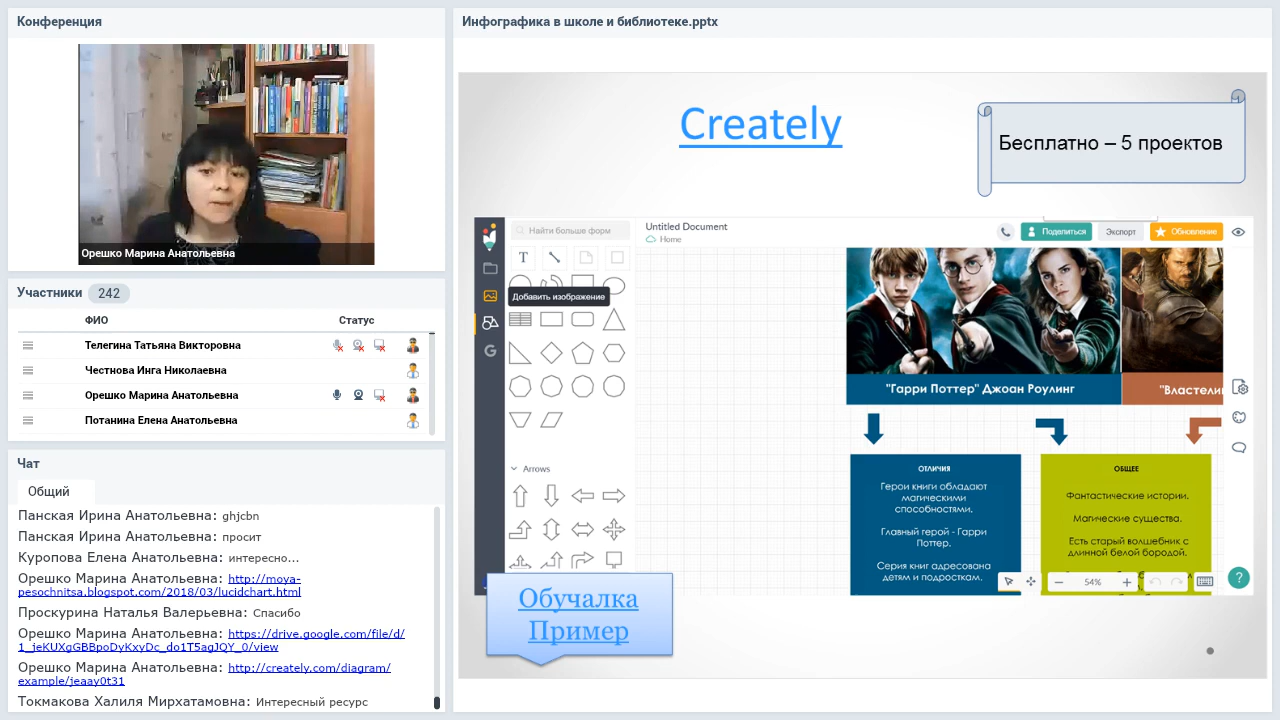 Конференция
Орешко Марина Анатольевна
Участники 242
ФИО Статус
Телегина Татьяна Викторовна
Честнова Инга Николаевна
Орешко Марина Анатольевна
Потанина Елена Анатольевна
Чат
Общий
Панская Ирина Анатольевна: ghjcbn
Панская Ирина Анатольевна: просит
Куропова Елена Анатольевна: интересно...
Орешко Марина Анатольевна: http://moya-
pesochnitsa.blogspot.com/2018/03/lucidchart.html
Проскурина Наталья Валерьевна: Спасибо
Орешко Марина Анатольевна: https://drive.google.com/file/d/
1_jeKUXgGBBpoDyKxyDc_do1T5agJQY_0/view
Орешко Марина Анатольевна: http://creately.com/diagram/
example/jeaay0t31
Токмакова Халиля Мирхатамовна: Интересный ресурс
Инфографика в школе и библиотеке.pptx
Creately
Бесплатно – 5 проектов
Найти больше форм
Untitled Document
Home
Поделиться
Экспорт
Обновление
T
Добавить изображение
G
Arrows
"Гарри Поттер" Джоан Роулинг
"Властели
ОТЛИЧИЯ
Герои книги обладают
магическими
способностями.
Главный герой - Гарри
Поттер.
Серия книг адресована
детям и подросткам.
ОБЩЕЕ
Фантастические истории.
Магические существа.
Есть старый волшебник с
длинной белой бородой.
54%
?
Обучалка
Пример